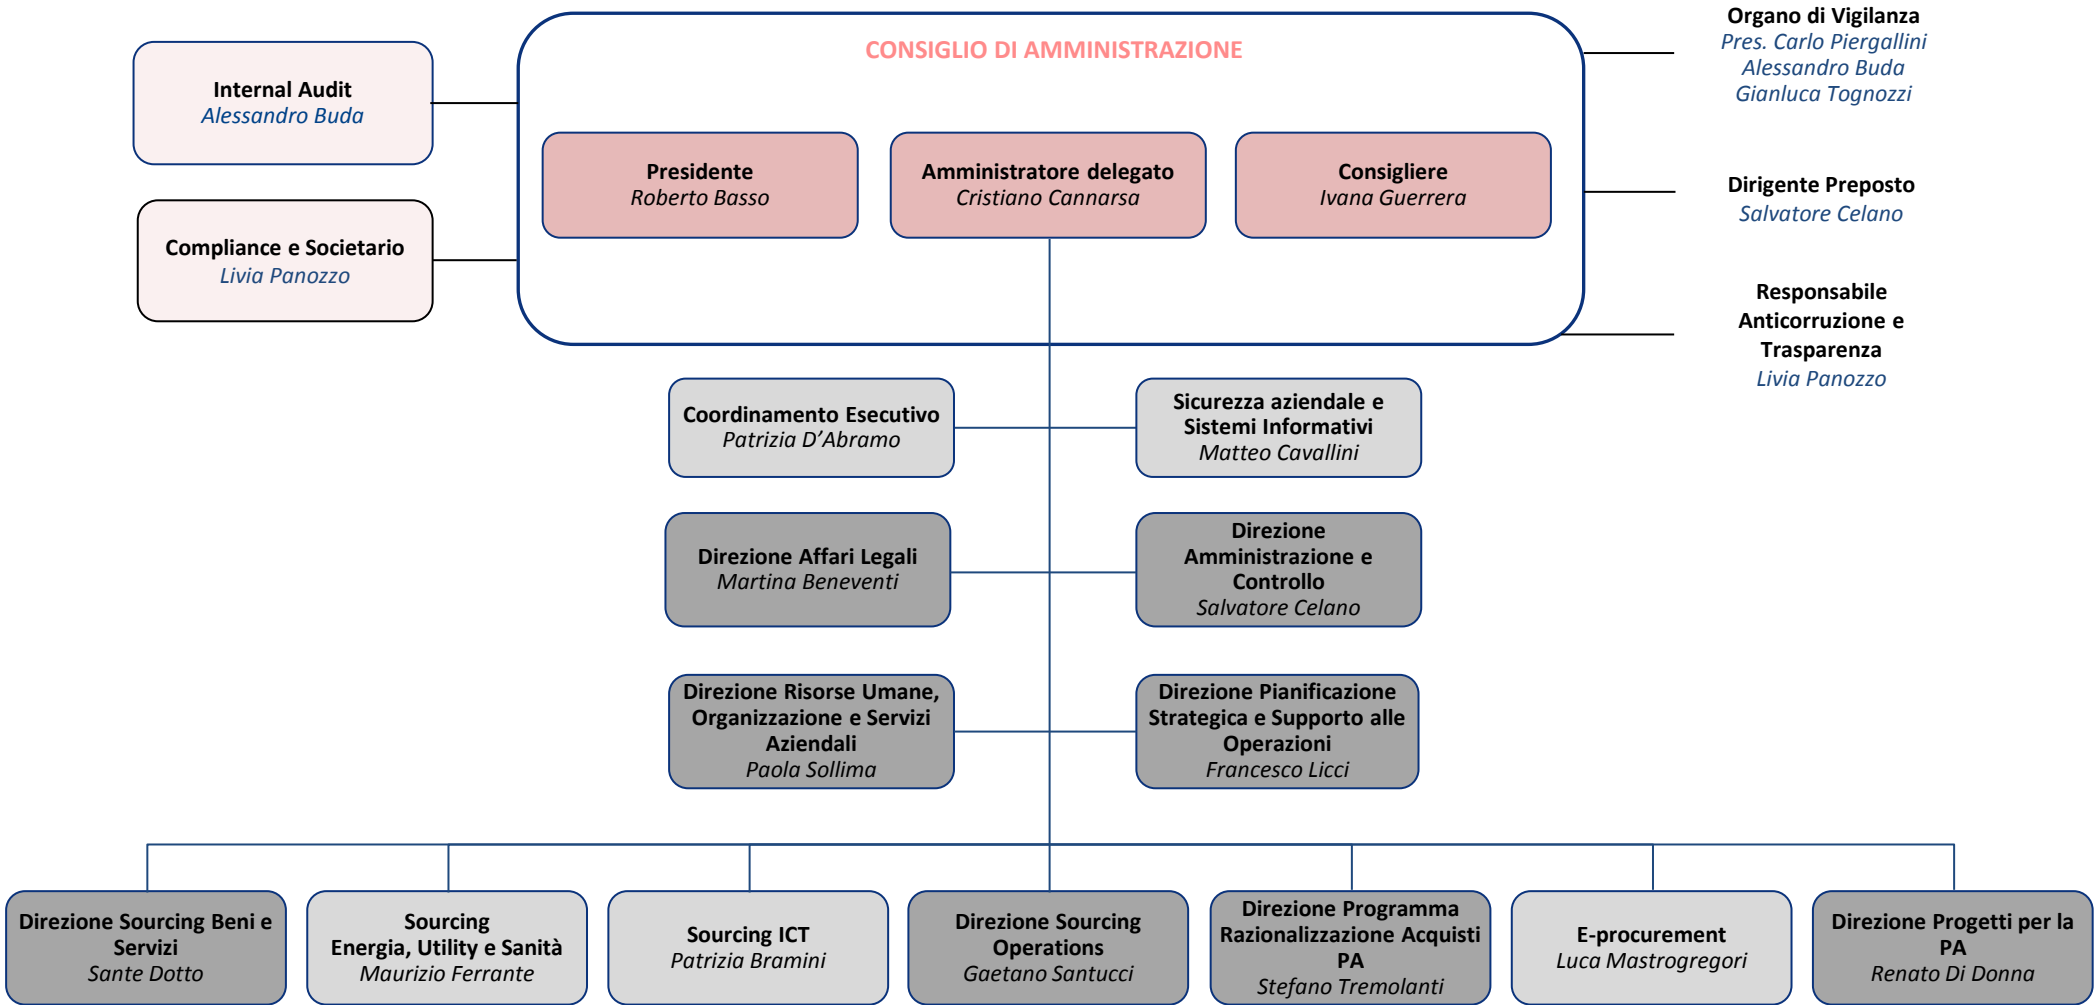 CONSIGLIO DI AMMINISTRAZIONE
Internal Audit
Alessandro Buda
Compliance e Societario
Livia Panozzo
Presidente
Roberto Basso
Amministratore delegato
Cristiano Cannarsa
Consigliere
Ivana Guerrera
Organo di Vigilanza
Pres. Carlo Piergallini
Alessandro Buda
Gianluca Tognozzi
Dirigente Preposto
Salvatore Celano
Responsabile
Anticorruzione e
Trasparenza
Livia Panozzo
Coordinamento Esecutivo
Patrizia D’Abramo
Sicurezza aziendale e
Sistemi Informativi
Matteo Cavallini
Direzione Affari Legali
Martina Beneventi
Direzione
Amministrazione e
Controllo
Salvatore Celano
Direzione Risorse Umane,
Organizzazione e Servizi
Aziendali
Paola Sollima
Direzione Pianificazione
Strategica e Supporto alle
Operazioni
Francesco Licci
Direzione Sourcing Beni e
Servizi
Sante Dotto
Sourcing
Energia, Utility e Sanità
Maurizio Ferrante
Sourcing ICT
Patrizia Bramini
Direzione Sourcing
Operations
Gaetano Santucci
Direzione Programma
Razionalizzazione Acquisti
PA
Stefano Tremolanti
E-procurement
Luca Mastrogregori
Direzione Progetti per la
PA
Renato Di Donna